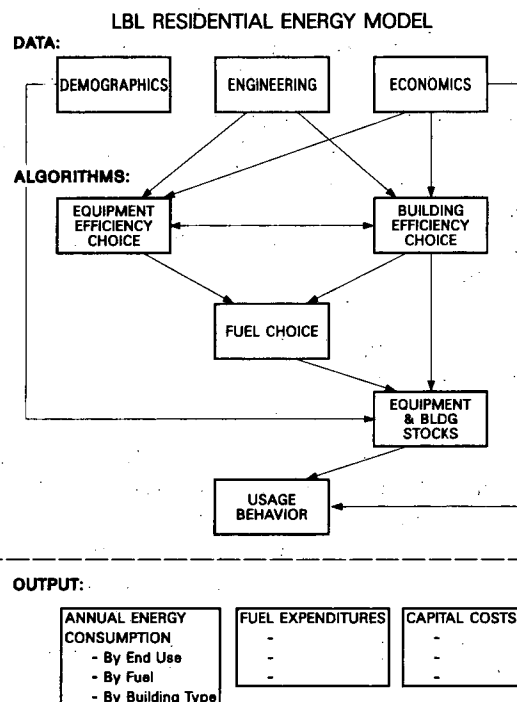 LBL RESIDENTIAL ENERGY MODEL
DATA:
DEMOGRAPHICS
ENGINEERING
ECONOMICS
ALGORITHMS:
EQUIPMENT
EFFICIENCY
CHOICE
BUILDING
EFFICIENCY
CHOICE
FUEL CHOICE
EQUIPMENT
& BLDG
STOCKS
USAGE
BEHAVIOR
OUTPUT:
ANNUAL ENERGY
CONSUMPTION
- By End Use
- By Fuel
- By Building Type
FUEL EXPENDITURES
-
-
-
CAPITAL COSTS
-
-
-